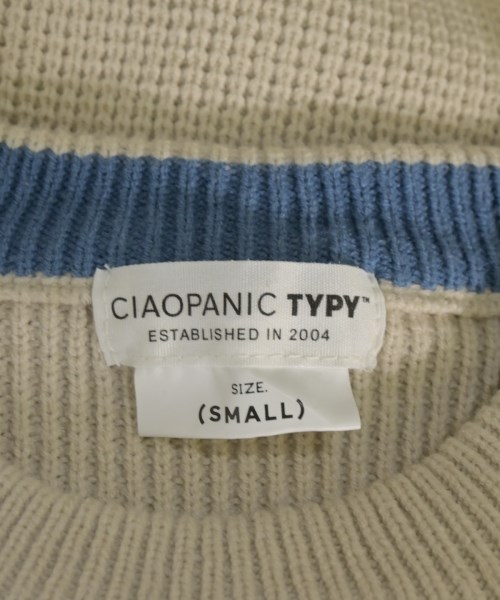 CIAOPANIC TYPY™
ESTABLISHED IN 2004
SIZE.
(SMALL)